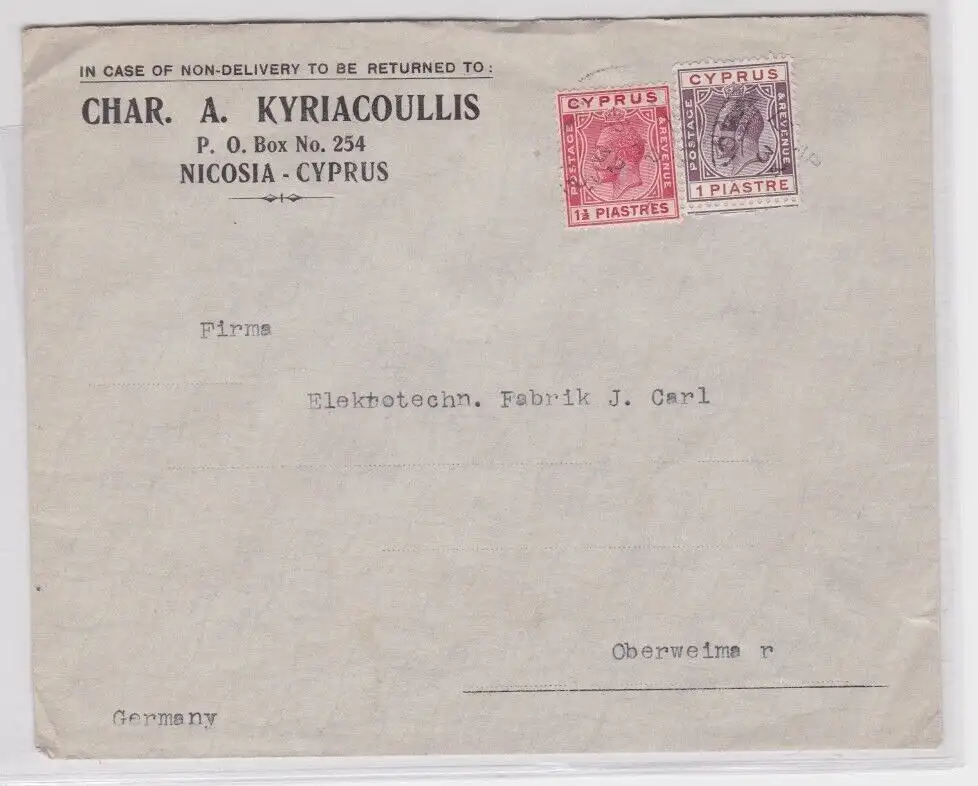 IN CASE OF NON-DELIVERY TO BE RETURNED TO:
CHAR. A. KYRIACOULLIS
P. O. Box No. 254
NICOSIA - CYPRUS
CYPRUS
POSTAGE
& REVENUE
1½ PIASTRES
CYPRUS
POSTAGE
& REVENUE
1 PIASTRE
Firma
Elektotechn. Fabrik J. Carl
Oberweima r
Germany